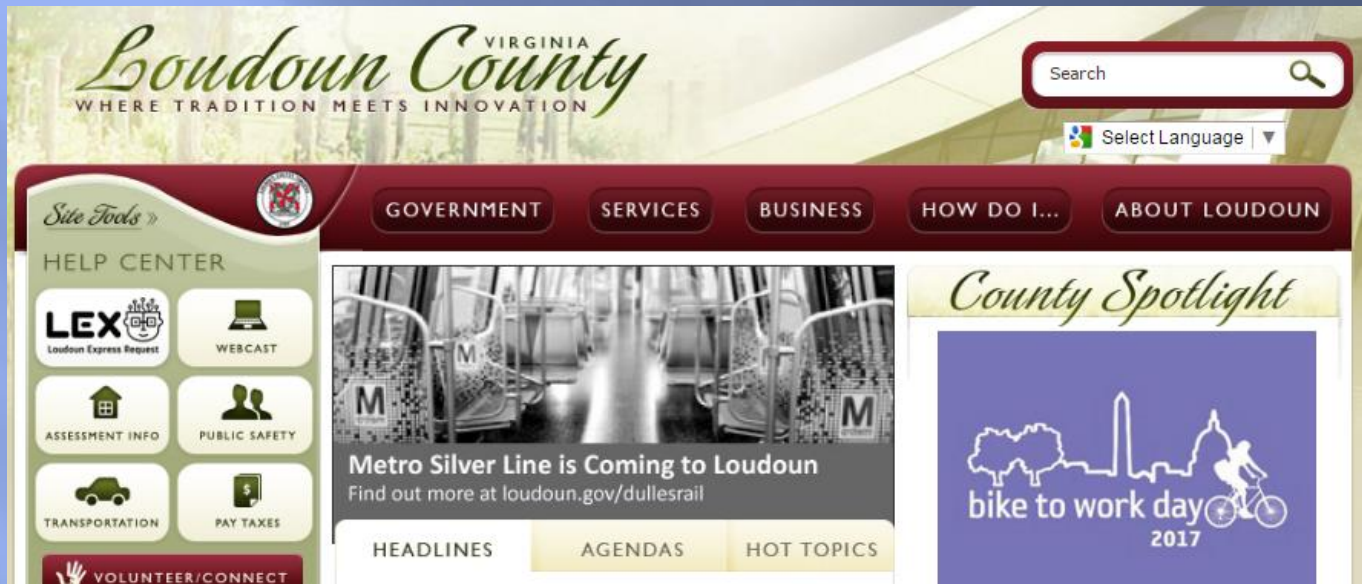 Loudoun County
VIRGINIA
WHERE TRADITION MEETS INNOVATION
Search
Select Language ▼
Site Tools »
GOVERNMENT
SERVICES
BUSINESS
HOW DO I...
ABOUT LOUDOUN
HELP CENTER
LEX
Loudoun Express Request
WEBCAST
ASSESSMENT INFO
PUBLIC SAFETY
TRANSPORTATION
$
PAY TAXES
VOLUNTEER/CONNECT
M
M
M
Metro Silver Line is Coming to Loudoun
Find out more at loudoun.gov/dullesrail
HEADLINES
AGENDAS
HOT TOPICS
County Spotlight
bike to work day
2017